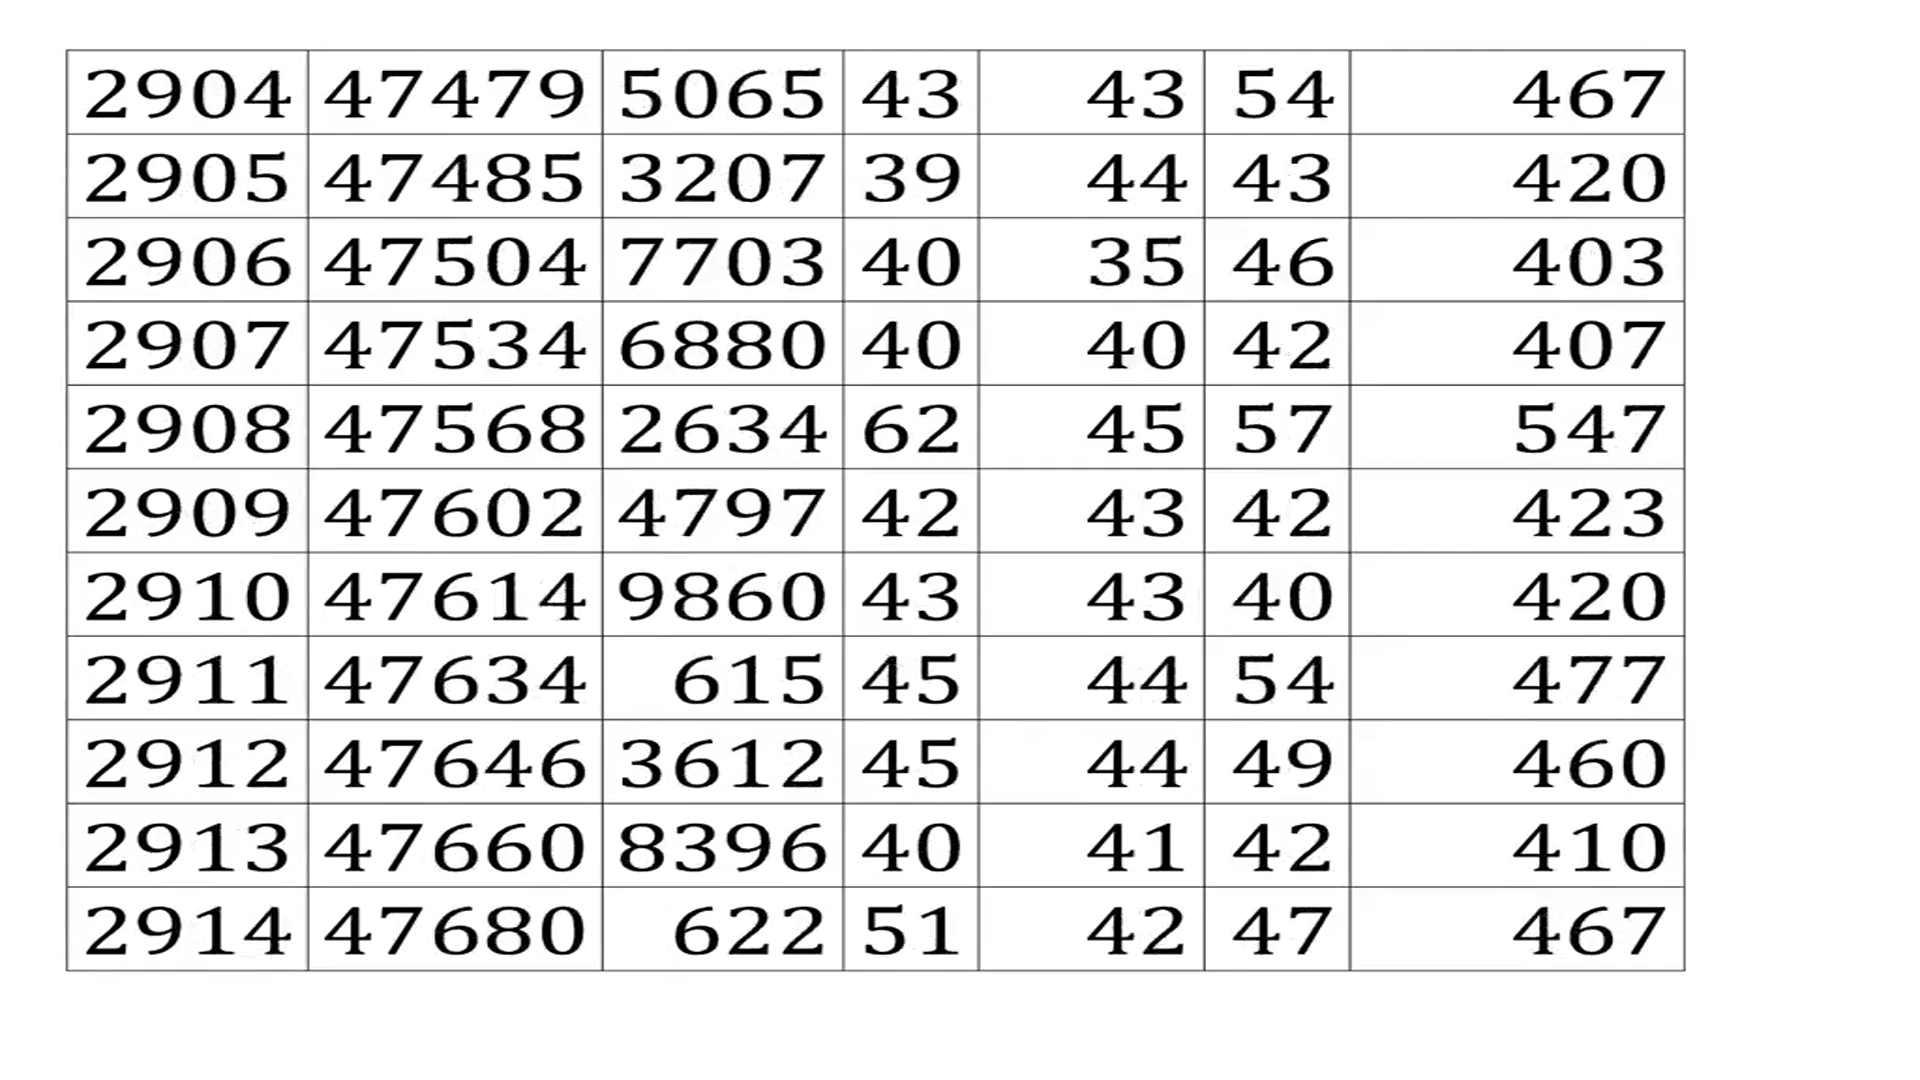 2904 47479 5065 43 43 54 467
2905 47485 3207 39 44 43 420
2906 47504 7703 40 35 46 403
2907 47534 6880 40 40 42 407
2908 47568 2634 62 45 57 547
2909 47602 4797 42 43 42 423
2910 47614 9860 43 43 40 420
2911 47634 615 45 44 54 477
2912 47646 3612 45 44 49 460
2913 47660 8396 40 41 42 410
2914 47680 622 51 42 47 467